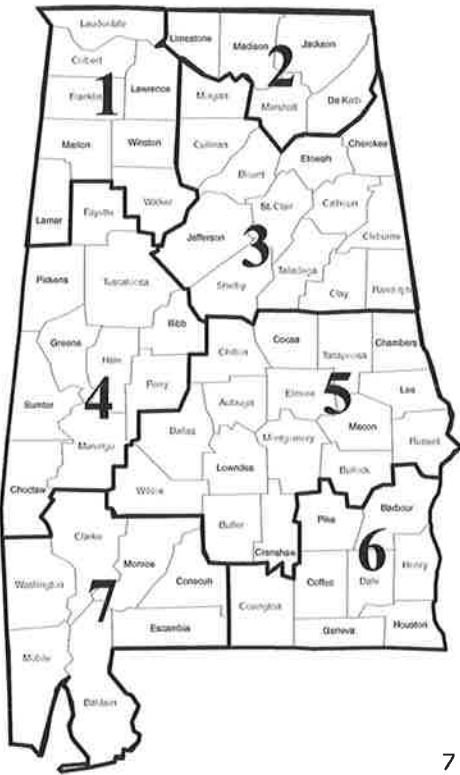 Lauderdale
Limestone
Madison
Jackson
Colbert
2
1
Lawrence
Franklin
Morgan
Marshall
De Kalb
Marion
Winston
Cullman
Cherokee
Etowah
Blount
Lamar
Fayette
Walker
St. Clair
Calhoun
Jefferson
3
Cleburne
Pickens
Tuscaloosa
Shelby
Talladega
Clay
Randolph
Bibb
Greene
Hale
Chilton
Coosa
Tallapoosa
Chambers
Perry
4
Sumter
Autauga
Elmore
5
Lee
Marengo
Dallas
Montgomery
Macon
Russell
Lowndes
Bullock
Choctaw
Wilcox
Butler
Crenshaw
Pike
Barbour
Clarke
6
Monroe
Conecuh
Coffee
Dale
Henry
Washington
7
Covington
Escambia
Geneva
Houston
Mobile
Baldwin
7